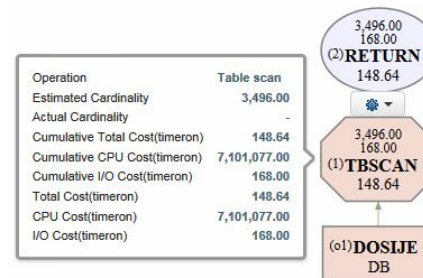 Operation Table scan
Estimated Cardinality 3,496.00
Actual Cardinality -
Cumulative Total Cost(timeron) 148.64
Cumulative CPU Cost(timeron) 7,101,077.00
Cumulative I/O Cost(timeron) 168.00
Total Cost(timeron) 148.64
CPU Cost(timeron) 7,101,077.00
I/O Cost(timeron) 168.00
3,496.00
168.00
(2)RETURN
148.64
3,496.00
168.00
(1)TBSCAN
148.64
(o1)DOSIJE
DB